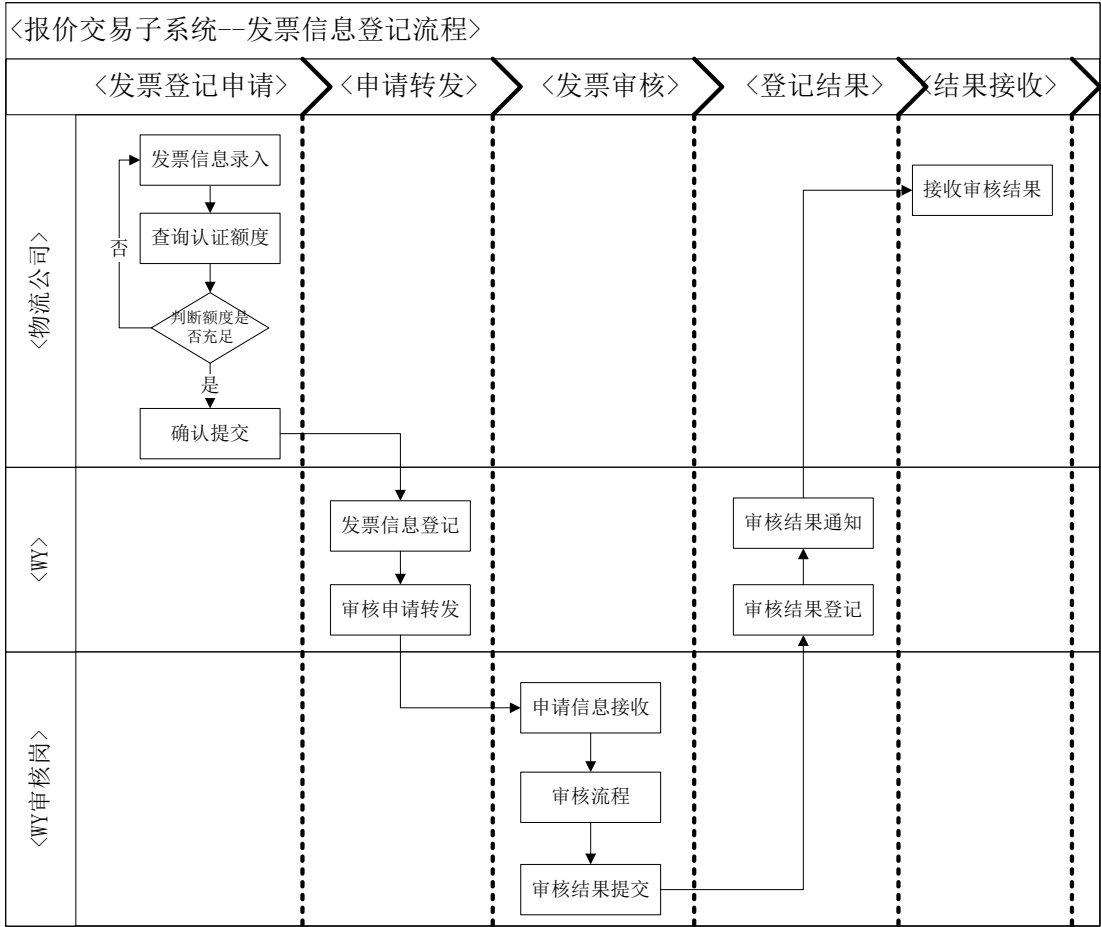 <报价交易子系统--发票信息登记流程>
<发票登记申请>
<申请转发>
<发票审核>
<登记结果>
<结果接收>
<物流公司>
发票信息录入
查询认证额度
否
判断额度是
否充足
是
确认提交
接收审核结果
<WY>
发票信息登记
审核申请转发
审核结果通知
审核结果登记
<WY审核岗>
申请信息接收
审核流程
审核结果提交